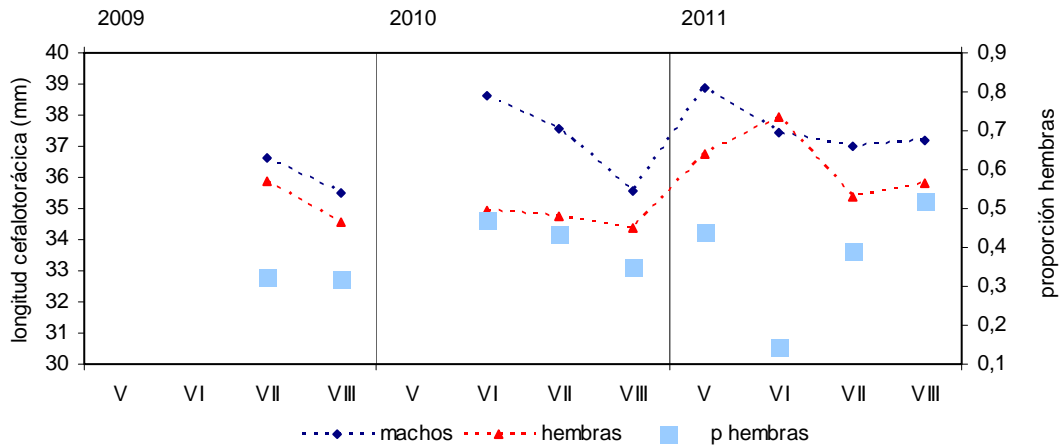 2009 2010 2011
longitud cefalotorácica (mm)
40 0,9
39 0,8
38 0,7
37 0,6
36 0,5
35 0,4
34 0,3
33 0,2
32 0,1
31
30
proporción hembras
V VI VII VIII V VI VII VIII V VI VII VIII
machos hembras p hembras